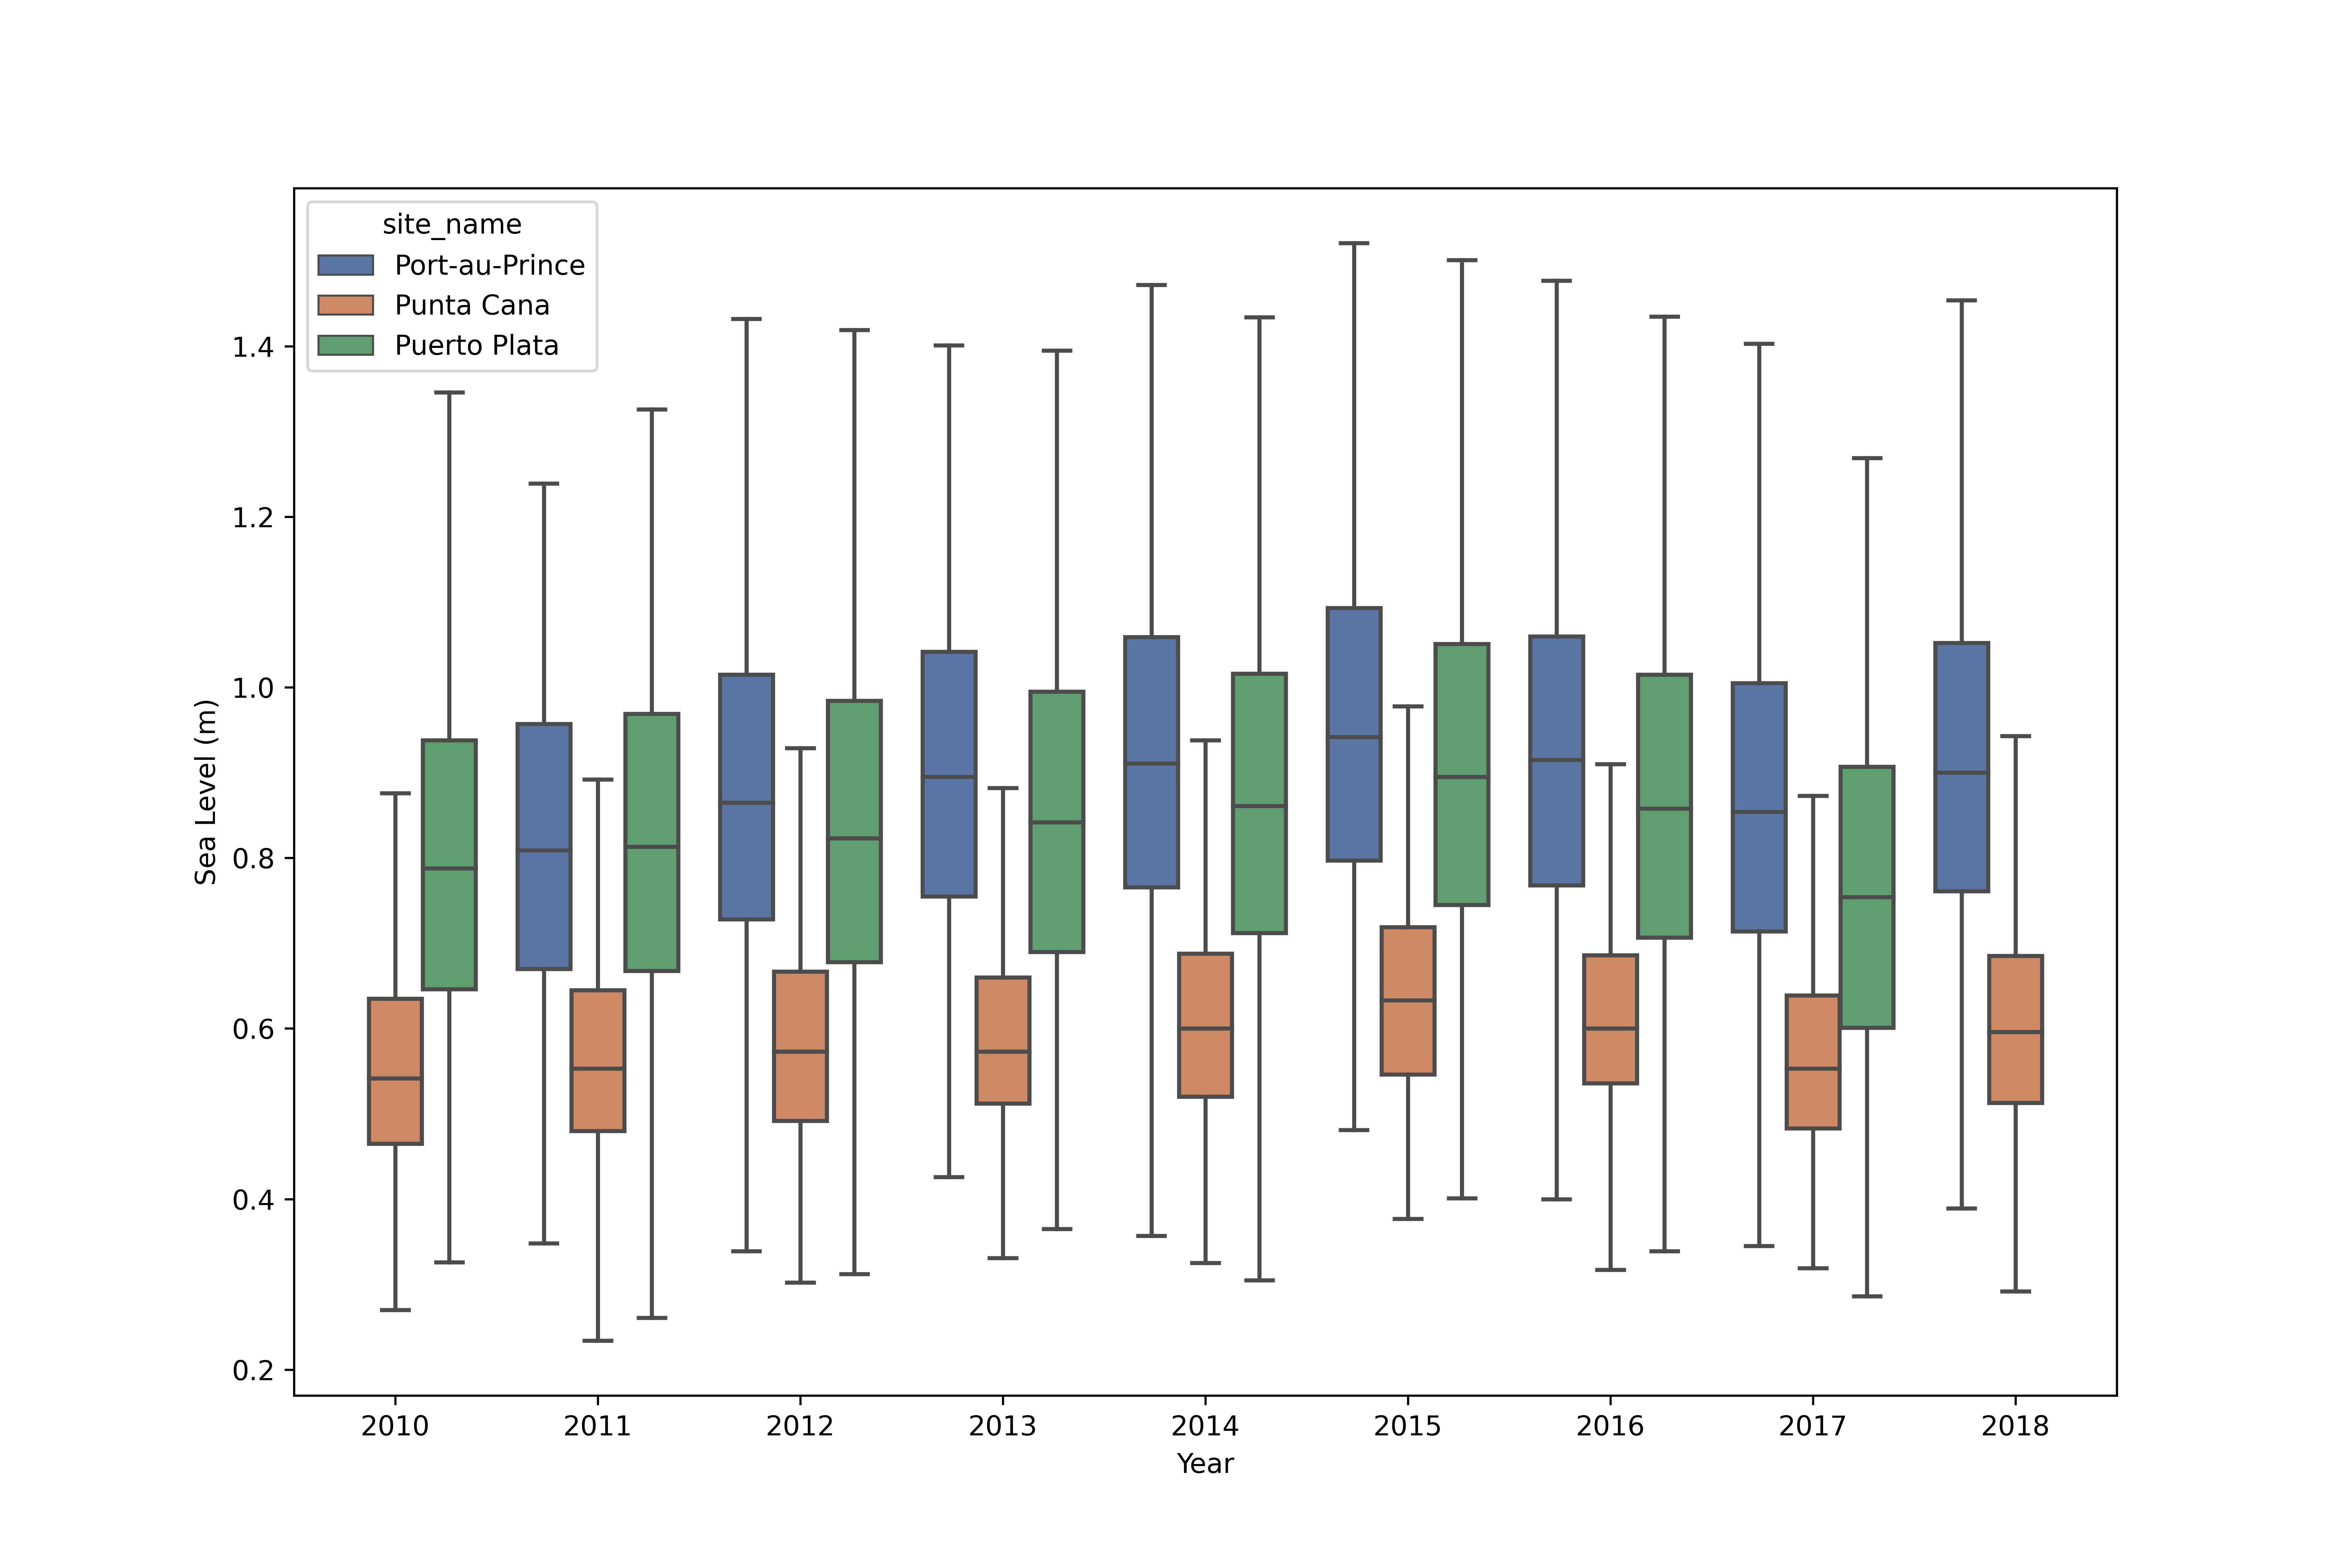 site_name
Port-au-Prince
Punta Cana
Puerto Plata
1.4
1.2
1.0
0.8
0.6
0.4
0.2
Sea Level (m)
2010 2011 2012 2013 2014 2015 2016 2017 2018
Year